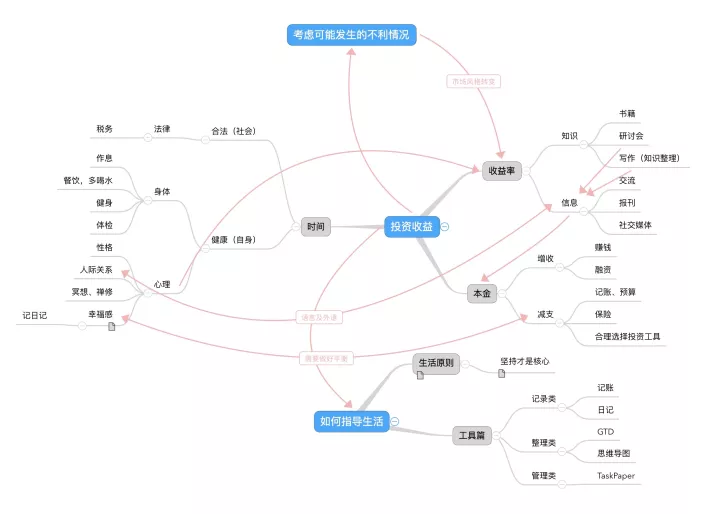 考虑可能发生的不利情况
市场风格转变
税务
法律
合法（社会）
作息
餐饮，多喝水
健身
体检
身体
健康（自身）
性格
人际关系
冥想、禅修
幸福感
记日记
心理
时间
投资收益
收益率
知识
书籍
研讨会
写作（知识整理）
信息
交流
报刊
社交媒体
本金
增收
赚钱
融资
减支
记账、预算
保险
合理选择投资工具
需要做好平衡
生活原则
坚持才是核心
如何指导生活
工具篇
记录类
记账
日记
整理类
GTD
思维导图
管理类
TaskPaper